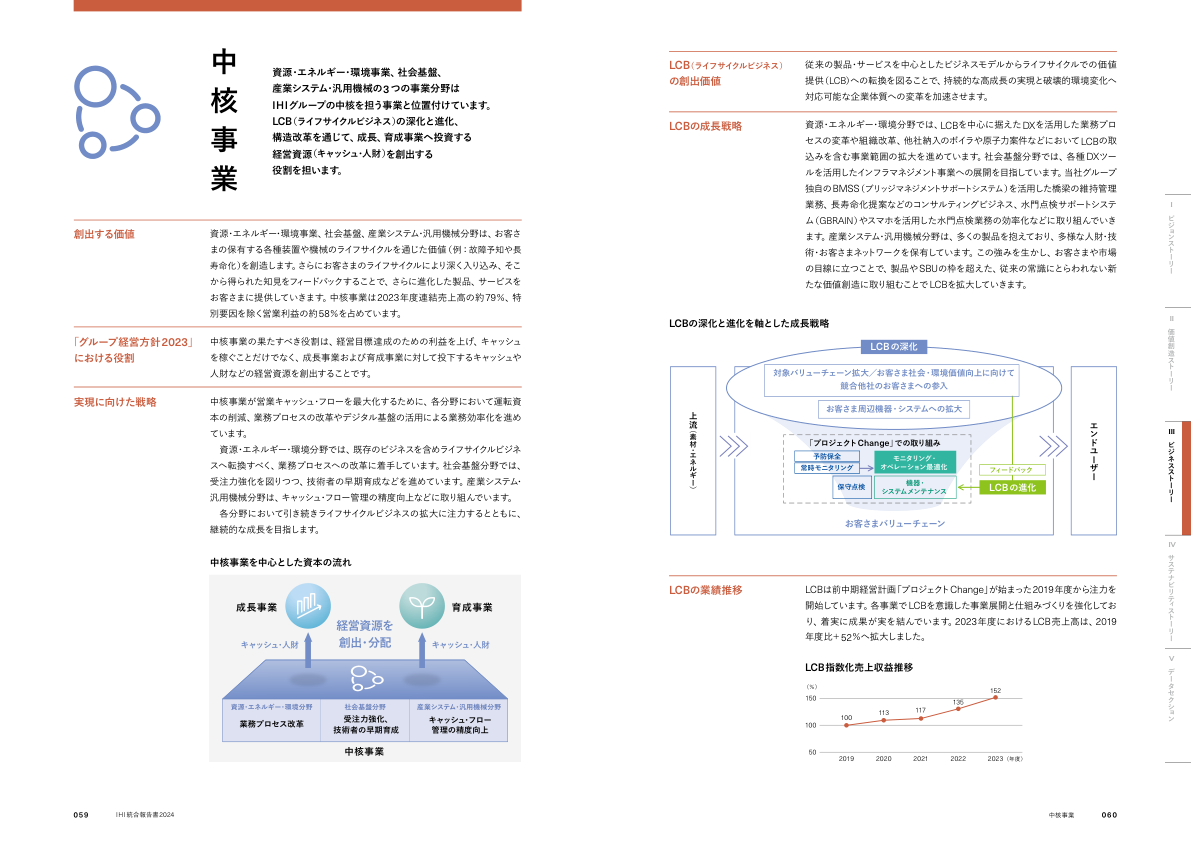 中核事業
資源・エネルギー・環境事業、社会基盤、
産業システム・汎用機械の3つの事業分野は
IHIグループの中核を担う事業と位置付けています。
LCB（ライフサイクルビジネス）の深化と進化、
構造改革を通じて、成長、育成事業へ投資する
経営資源（キャッシュ・人財）を創出する
役割を担います。
創出する価値
資源・エネルギー・環境事業、社会基盤、産業システム・汎用機械分野は、お客さ
まの保有する各種装置や機械のライフサイクルを通じた価値（例：故障予知や長
寿命化）を創造します。さらにお客さまのライフサイクルにより深く入り込み、そこ
から得られた知見をフィードバックすることで、さらに進化した製品、サービスを
お客さまに提供していきます。中核事業は2023年度連結売上高の約79%、特
別要因を除く営業利益の約58%を占めています。
「グループ経営方針2023」
における役割
中核事業の果たすべき役割は、経営目標達成のための利益を上げ、キャッシュ
を稼ぐことだけでなく、成長事業および育成事業に対して投下するキャッシュや
人財などの経営資源を創出することです。
実現に向けた戦略
中核事業が営業キャッシュ・フローを最大化するために、各分野において運転資
本の削減、業務プロセスの改革やデジタル基盤の活用による業務効率化を進め
ています。
資源・エネルギー・環境分野では、既存のビジネスを含めライフサイクルビジネ
スへ転換すべく、業務プロセスへの改革に着手しています。社会基盤分野では、
受注力強化を図りつつ、技術者の早期育成などを進めています。産業システム・
汎用機械分野は、キャッシュ・フロー管理の精度向上などに取り組んでいます。
各分野において引き続きライフサイクルビジネスの拡大に注力するとともに、
継続的な成長を目指します。
中核事業を中心とした資本の流れ
成長事業
育成事業
経営資源を
創出・分配
キャッシュ・人財
キャッシュ・人財
資源・エネルギー・環境分野
業務プロセス改革
社会基盤分野
受注力強化、
技術者の早期育成
産業システム・汎用機械分野
キャッシュ・フロー
管理の精度向上
中核事業
059
IHI統合報告書2024
LCB（ライフサイクルビジネス）
の創出価値
従来の製品・サービスを中心としたビジネスモデルからライフサイクルでの価値
提供（LCB）への転換を図ることで、持続的な高成長の実現と破壊的環境変化へ
対応可能な企業体質への変革を加速させます。
LCBの成長戦略
資源・エネルギー・環境分野では、LCBを中心に据えたDXを活用した業務プロ
セスの変革や組織改革、他社納入のボイラや原子力案件などにおいてLCBの取
込みを含む事業範囲の拡大を進めています。社会基盤分野では、各種DXツー
ルを活用したインフラマネジメント事業への展開を目指しています。当社グループ
独自のBMSS（ブリッジマネジメントサポートシステム）を活用した橋梁の維持管理
業務、長寿命化提案などのコンサルティングビジネス、水門点検サポートシステ
ム（GBRAIN）やスマホを活用した水門点検業務の効率化などに取り組んでいき
ます。産業システム・汎用機械分野は、多くの製品を抱えており、多様な人財・技
術・お客さまネットワークを保有しています。この強みを生かし、お客さまや市場
の目線に立つことで、製品やSBUの枠を超えた、従来の常識にとらわれない新
たな価値創造に取り組むことでLCBを拡大していきます。
LCBの深化と進化を軸とした成長戦略
LCBの深化
対象バリューチェーン拡大／お客さま社会・環境価値向上に向けて
競合他社のお客さまへの参入
お客さま周辺機器・システムへの拡大
上流（素材・エネルギー）
「プロジェクトChange」での取り組み
予防保全
常時モニタリング
モニタリング・
オペレーション最適化
保守点検
機器・
システムメンテナンス
フィードバック
LCBの進化
お客さまバリューチェーン
エンドユーザー
LCBの業績推移
LCBは前中期経営計画「プロジェクトChange」が始まった2019年度から注力を
開始しています。各事業でLCBを意識した事業展開と仕組みづくりを強化してお
り、着実に成果が実を結んでいます。2023年度におけるLCB売上高は、2019
年度比＋52%へ拡大しました。
LCB指数化売上収益推移
（%）
150
100
50
100
113
117
135
152
2019
2020
2021
2022
2023（年度）
中核事業
060
I ビジョンストーリー
II 価値創造ストーリー
III ビジネスストーリー
IV サステナビリティストーリー
V データセクション